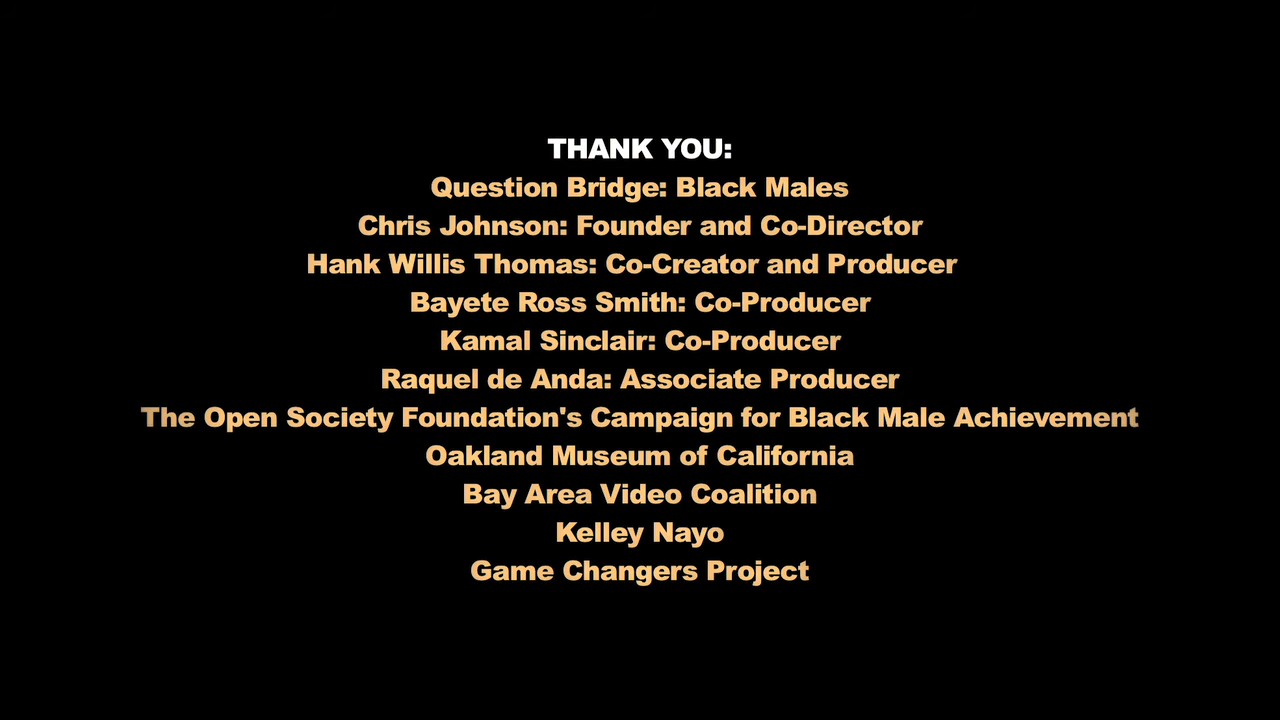 THANK YOU:
Question Bridge: Black Males
Chris Johnson: Founder and Co-Director
Hank Willis Thomas: Co-Creator and Producer
Bayete Ross Smith: Co-Producer
Kamal Sinclair: Co-Producer
Raquel de Anda: Associate Producer
The Open Society Foundation's Campaign for Black Male Achievement
Oakland Museum of California
Bay Area Video Coalition
Kelley Nayo
Game Changers Project